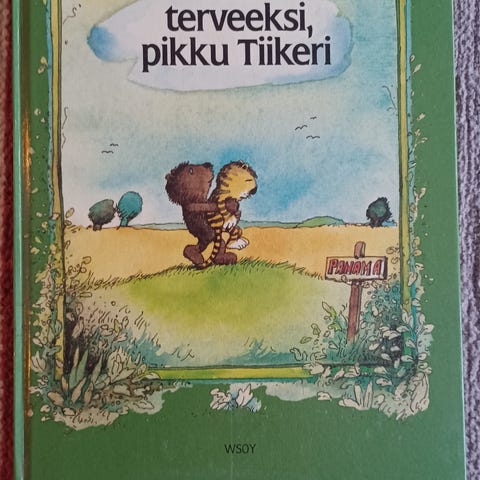 terveeksi,
pikku Tiikeri
PANAMA
WSOY